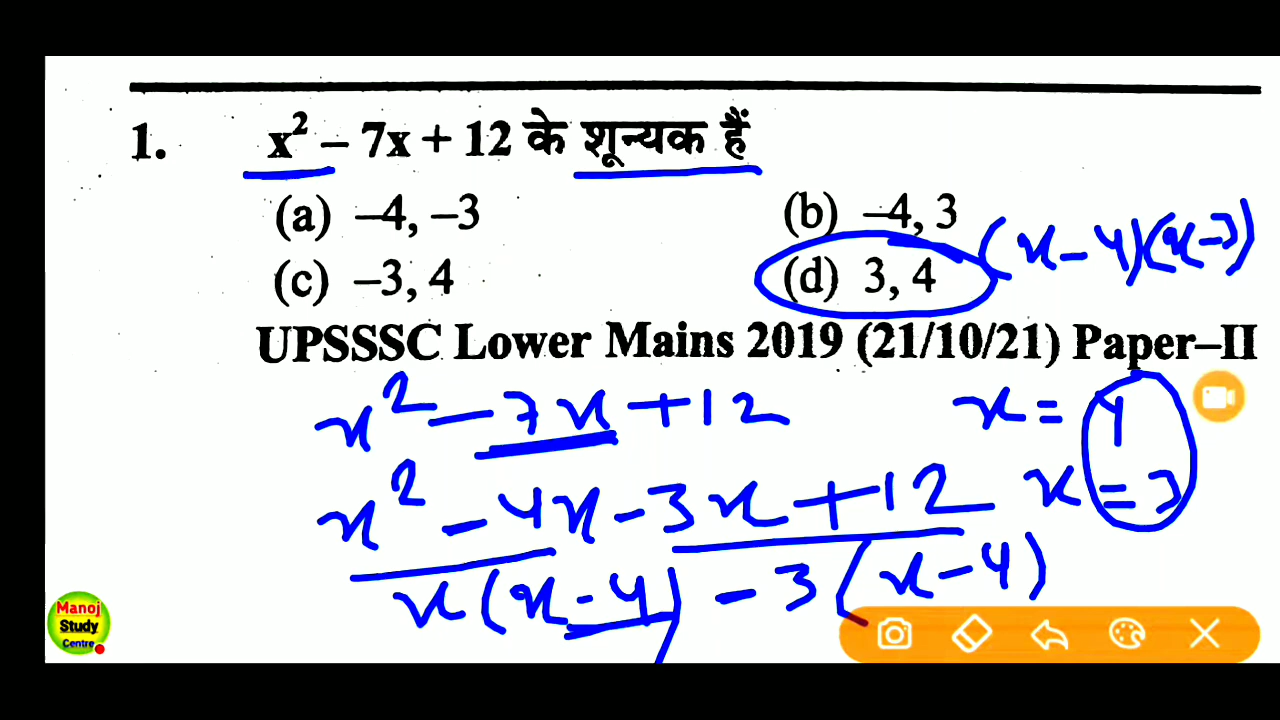 1. x² – 7x + 12 के शून्यक हैं
(a) –4, –3
(b) –4, 3
(c) –3, 4
(d) 3, 4
(x-4)(x-3)
UPSSSC Lower Mains 2019 (21/10/21) Paper–II
x² - 7x + 12
x = 4
x² - 4x - 3x + 12
x = 3
x(x-4) - 3(x-4)
Manoj
Study
Centre